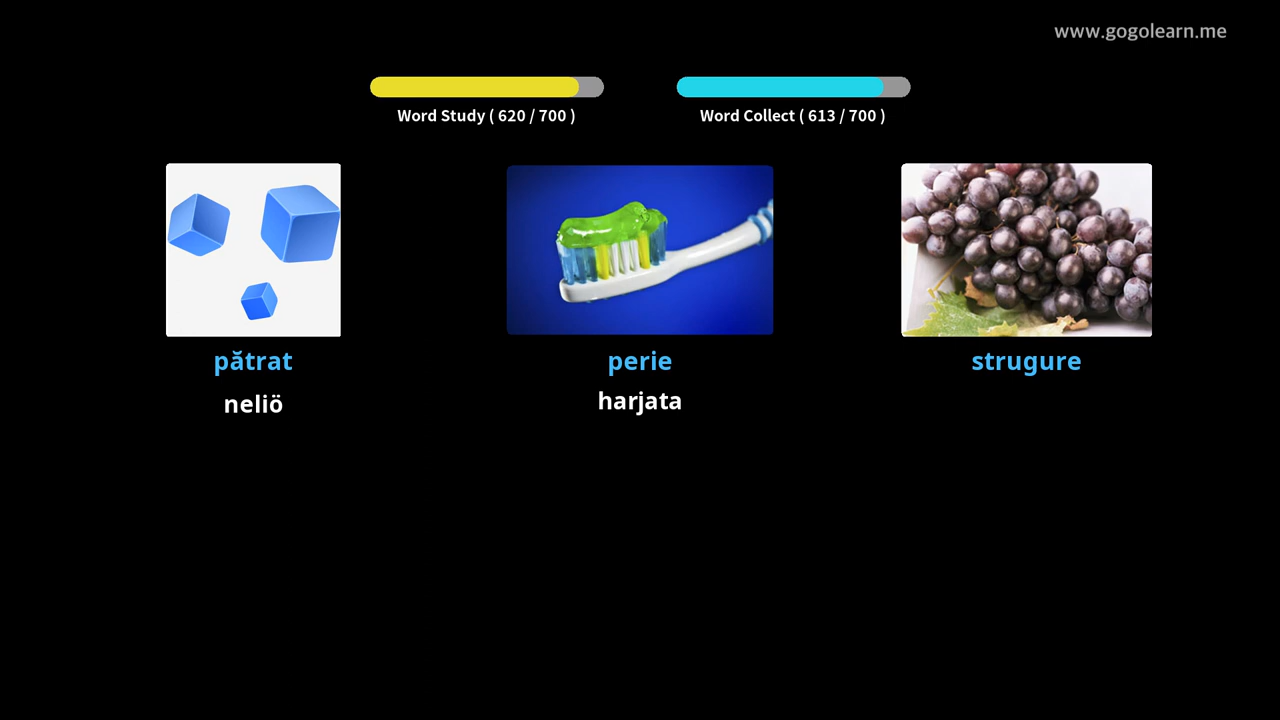 www.gogolearn.me
Word Study ( 620 / 700 )
Word Collect ( 613 / 700 )
pătrat
perie
strugure
neliö
harjata